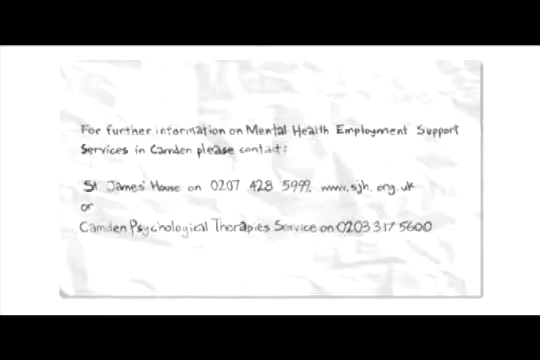 For further information on Mental Health Employment Support
Services in Camden please contact:
St James' House on 0207 428 5999, www.sjh.org.uk
or
Camden Psychological Therapies Service on 0203 317 5600